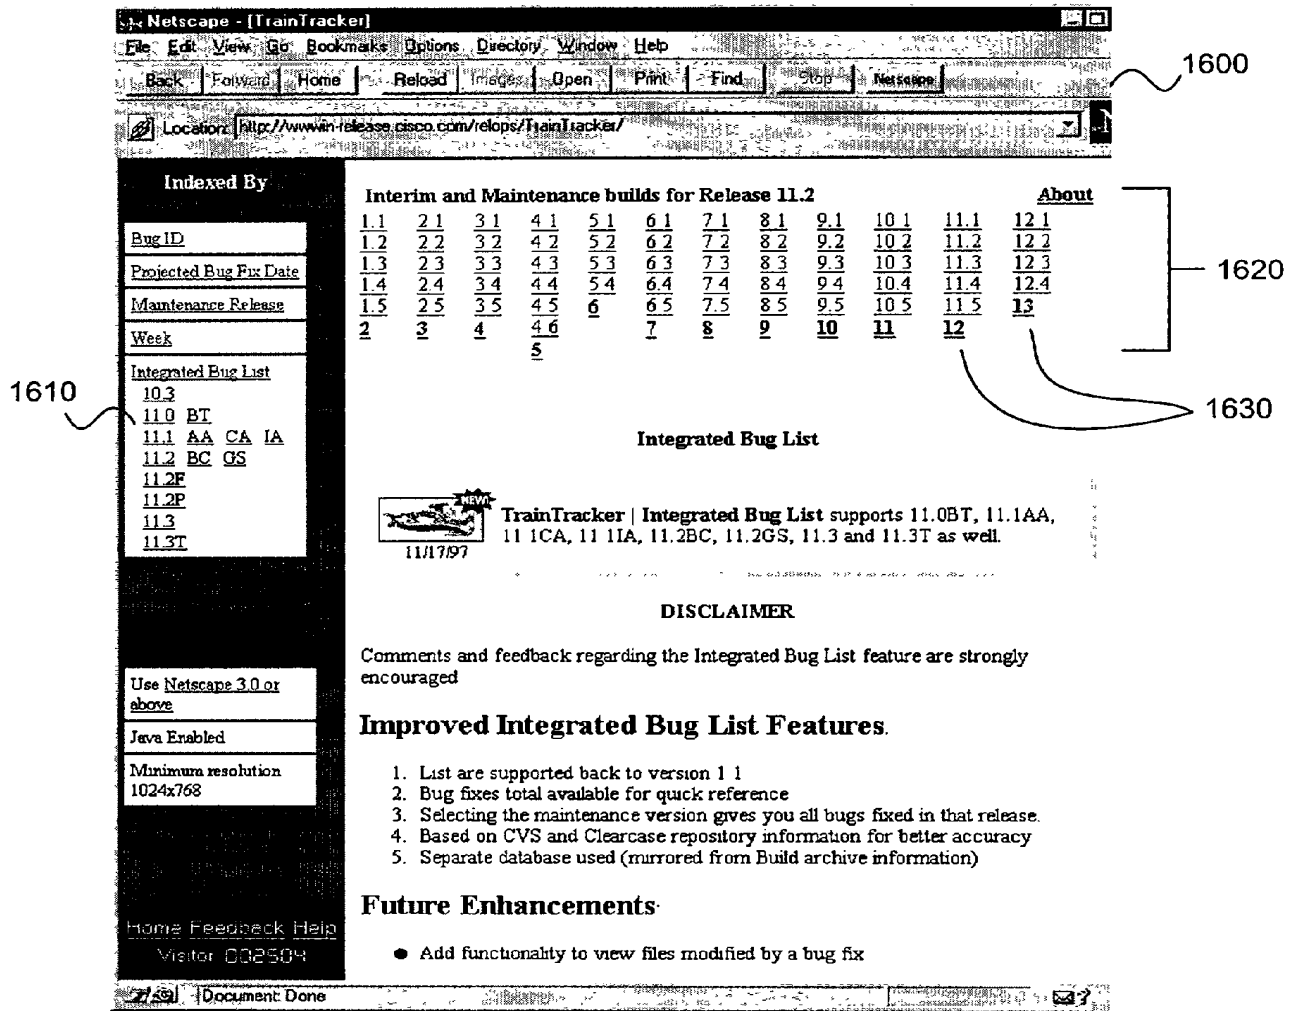 Netscape - [TrainTracker]
File Edit View Go Bookmarks Options Directory Window Help
Back Forward Home Reload Images Open Print Find Stop Netscape
1600
Location: http://wwwin-release.cisco.com/relops/TrainTracker/
Indexed By
Bug ID
Projected Bug Fix Date
Maintenance Release
Week
Integrated Bug List
10.3
11.0 BT
11.1 AA CA IA
11.2 BC GS
11.2F
11.2P
11.3
11.3T
1610
Use Netscape 3.0 or
above
Java Enabled
Minimum resolution
1024x768
Home Feedback Help
Visitor 002504
Interim and Maintenance builds for Release 11.2 About
1.1 2.1 3.1 4.1 5.1 6.1 7.1 8.1 9.1 10.1 11.1 12.1
1.2 2.2 3.2 4.2 5.2 6.2 7.2 8.2 9.2 10.2 11.2 12.2
1.3 2.3 3.3 4.3 5.3 6.3 7.3 8.3 9.3 10.3 11.3 12.3
1.4 2.4 3.4 4.4 5.4 6.4 7.4 8.4 9.4 10.4 11.4 12.4
1.5 2.5 3.5 4.5 6 6.5 7.5 8.5 9.5 10.5 11.5 13
2 3 4 4.6 7 8 9 10 11 12
5
1620
1630
Integrated Bug List
NEW!
11/17/97
TrainTracker | Integrated Bug List supports 11.0BT, 11.1AA,
11.1CA, 11.1IA, 11.2BC, 11.2GS, 11.3 and 11.3T as well.
DISCLAIMER
Comments and feedback regarding the Integrated Bug List feature are strongly
encouraged
Improved Integrated Bug List Features.
1. List are supported back to version 1.1
2. Bug fixes total available for quick reference
3. Selecting the maintenance version gives you all bugs fixed in that release.
4. Based on CVS and Clearcase repository information for better accuracy
5. Separate database used (mirrored from Build archive information)
Future Enhancements:
● Add functionality to view files modified by a bug fix
Document: Done